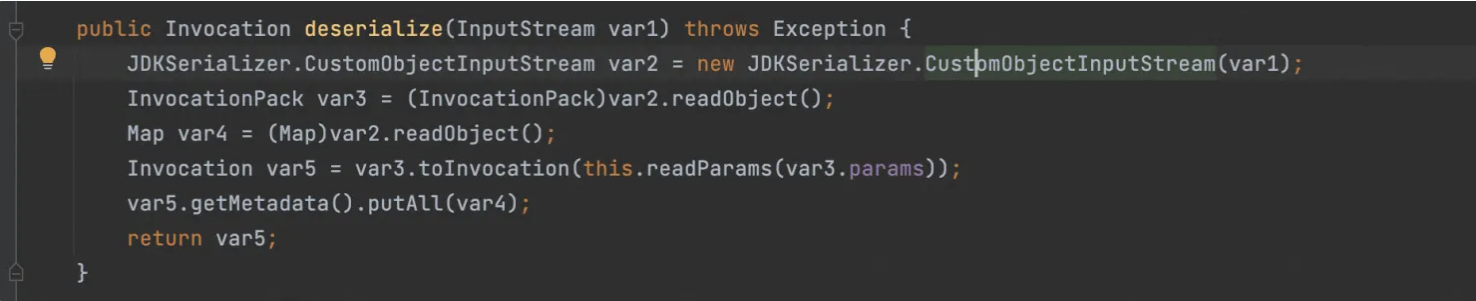 public Invocation deserialize(InputStream var1) throws Exception {
JDKSerializer.CustomObjectInputStream var2 = new JDKSerializer.CustomObjectInputStream(var1);
InvocationPack var3 = (InvocationPack)var2.readObject();
Map var4 = (Map)var2.readObject();
Invocation var5 = var3.toInvocation(this.readParams(var3.params));
var5.getMetadata().putAll(var4);
return var5;
}